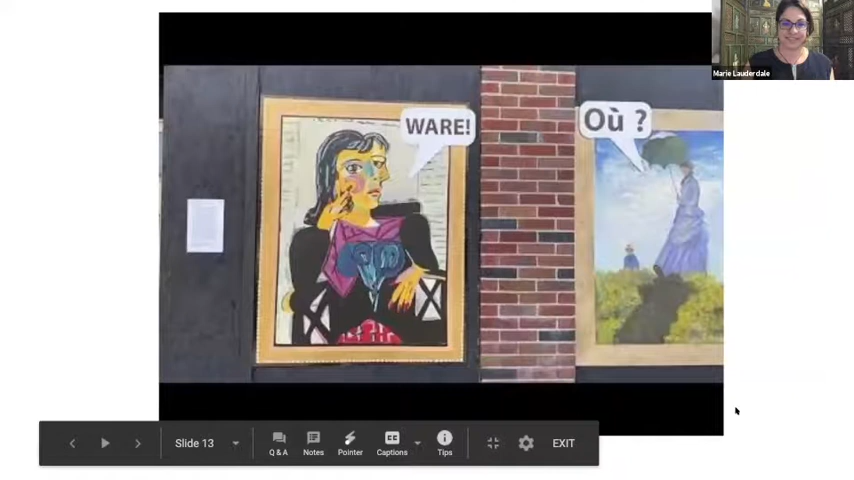 Marie Lauderdale
WARE!
Où ?
Slide 13
Q & A
Notes
Pointer
Captions
CC
Tips
EXIT